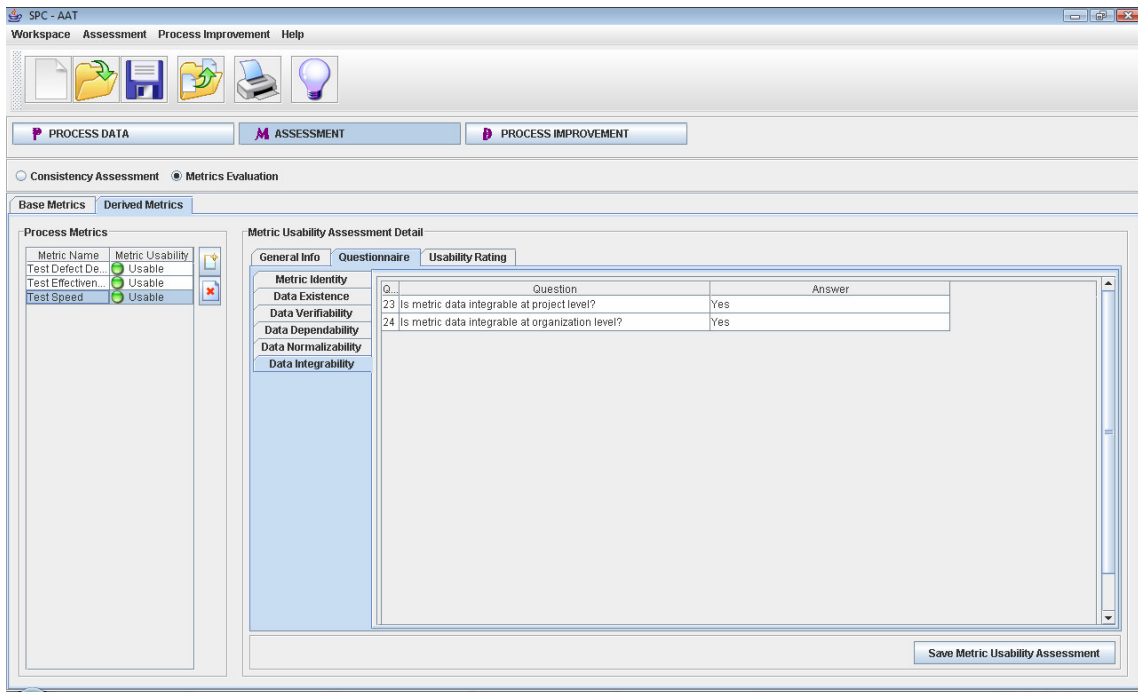 SPC - AAT
Workspace Assessment Process Improvement Help
P PROCESS DATA M ASSESSMENT PROCESS IMPROVEMENT
Consistency Assessment Metrics Evaluation
Base Metrics Derived Metrics
Process Metrics
Metric Name Metric Usability
Test Defect De... Usable
Test Effectiven... Usable
Test Speed Usable
Metric Usability Assessment Detail
General Info Questionnaire Usability Rating
Metric Identity
Data Existence
Data Verifiability
Data Dependability
Data Normalizability
Data Integrability
Q... Question Answer
23 Is metric data integrable at project level? Yes
24 Is metric data integrable at organization level? Yes
Save Metric Usability Assessment